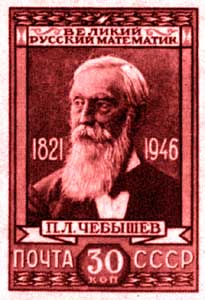 ВЕЛИКИЙ
РУССКИЙ МАТЕМАТИК
1821 1946
П.Л.ЧЕБЫШЕВ
ПОЧТА 30 СССР
КОП